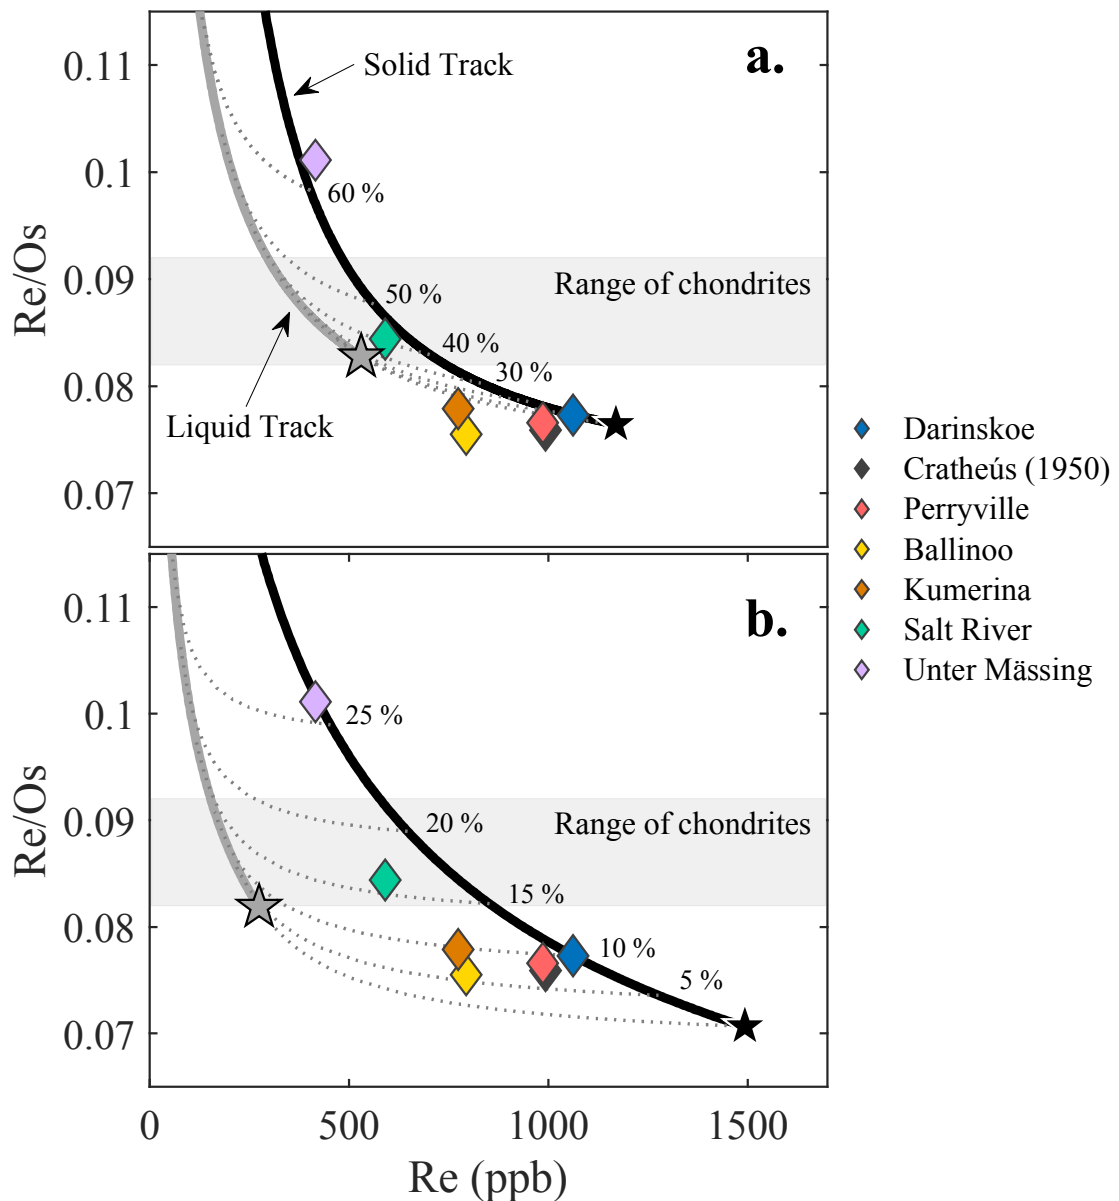 a.
Solid Track
0.11
0.1
60 %
0.09
Range of chondrites
50 %
40 %
30 %
0.08
Liquid Track
0.07
Re/Os
b.
0.11
0.1
25 %
0.09
20 %
Range of chondrites
15 %
0.08
10 %
5 %
0.07
Re/Os
0
500
1000
1500
Re (ppb)
Darinskoe
Cratheús (1950)
Perryville
Ballinoo
Kumerina
Salt River
Unter Mässing